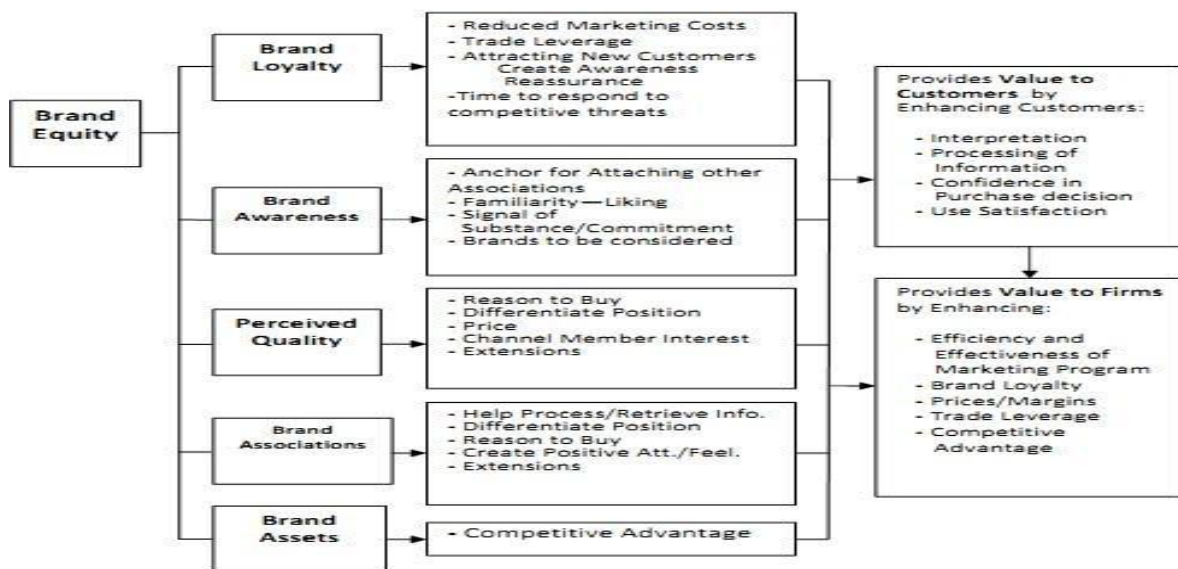 Brand
Equity
Brand
Loyalty
- Reduced Marketing Costs
- Trade Leverage
- Attracting New Customers
Create Awareness
Reassurance
-Time to respond to
competitive threats
Brand
Awareness
- Anchor for Attaching other
Associations
- Familiarity—Liking
- Signal of
Substance/Commitment
- Brands to be considered
Perceived
Quality
- Reason to Buy
- Differentiate Position
- Price
- Channel Member Interest
- Extensions
Brand
Associations
- Help Process/Retrieve Info.
- Differentiate Position
- Reason to Buy
- Create Positive Att./Feel.
- Extensions
Brand
Assets
- Competitive Advantage
Provides Value to
Customers by
Enhancing Customers:
- Interpretation
- Processing of
Information
- Confidence in
Purchase decision
- Use Satisfaction
Provides Value to Firms
by Enhancing:
- Efficiency and
Effectiveness of
Marketing Program
- Brand Loyalty
- Prices/Margins
- Trade Leverage
- Competitive
Advantage